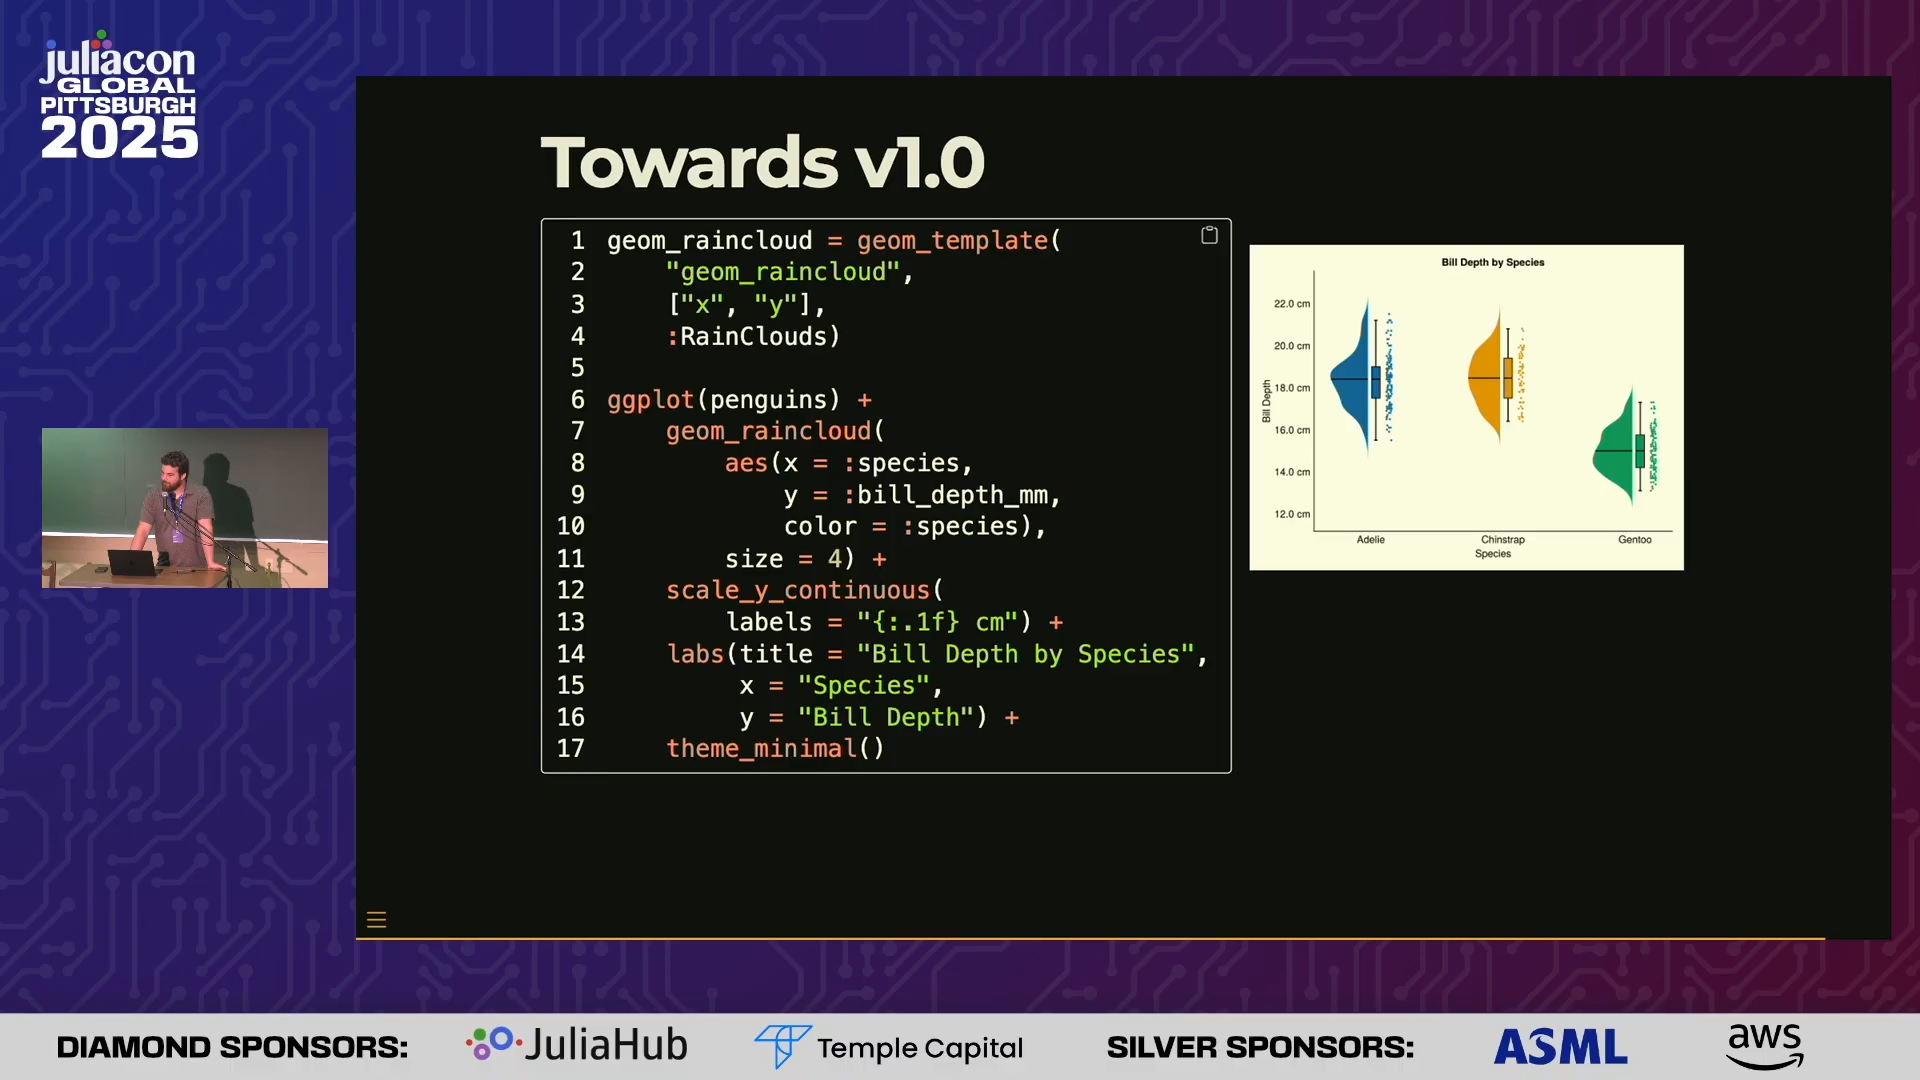 juliacon
GLOBAL
PITTSBURGH
2025
Towards v1.0
1 geom_raincloud = geom_template(
2     "geom_raincloud",
3     ["x", "y"],
4     :RainClouds)
5
6 ggplot(penguins) +
7     geom_raincloud(
8         aes(x = :species,
9             y = :bill_depth_mm,
10             color = :species),
11         size = 4) +
12     scale_y_continuous(
13         labels = "{:.1f} cm") +
14     labs(title = "Bill Depth by Species",
15          x = "Species",
16          y = "Bill Depth") +
17     theme_minimal()
Bill Depth by Species
22.0 cm
20.0 cm
18.0 cm
16.0 cm
14.0 cm
12.0 cm
Bill Depth
Adelie Chinstrap Gentoo
Species
DIAMOND SPONSORS: JuliaHub Temple Capital SILVER SPONSORS: ASML aws